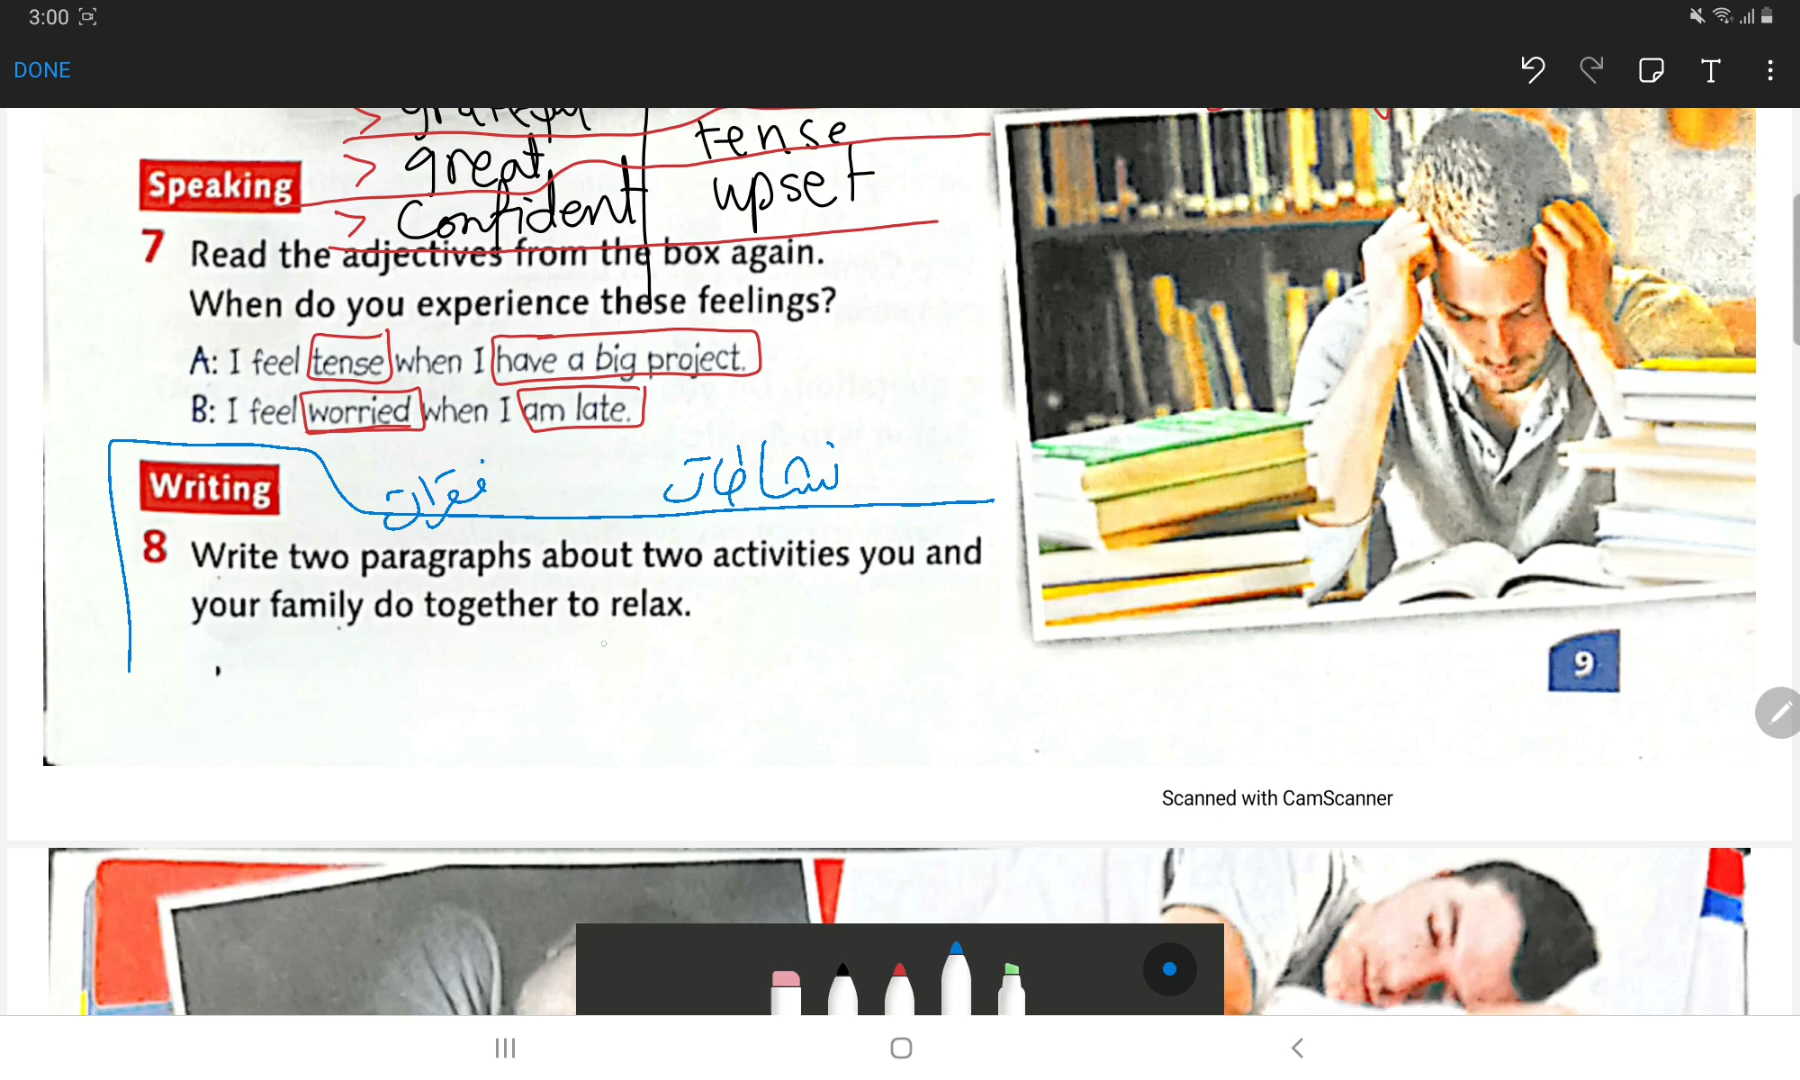 3:00
DONE
T
grateful
tense
great
upset
confident
Speaking
7 Read the adjectives from the box again.
When do you experience these feelings?
A: I feel tense when I have a big project.
B: I feel worried when I am late.
فقرات نشاطات
Writing
8 Write two paragraphs about two activities you and
your family do together to relax.
9
Scanned with CamScanner